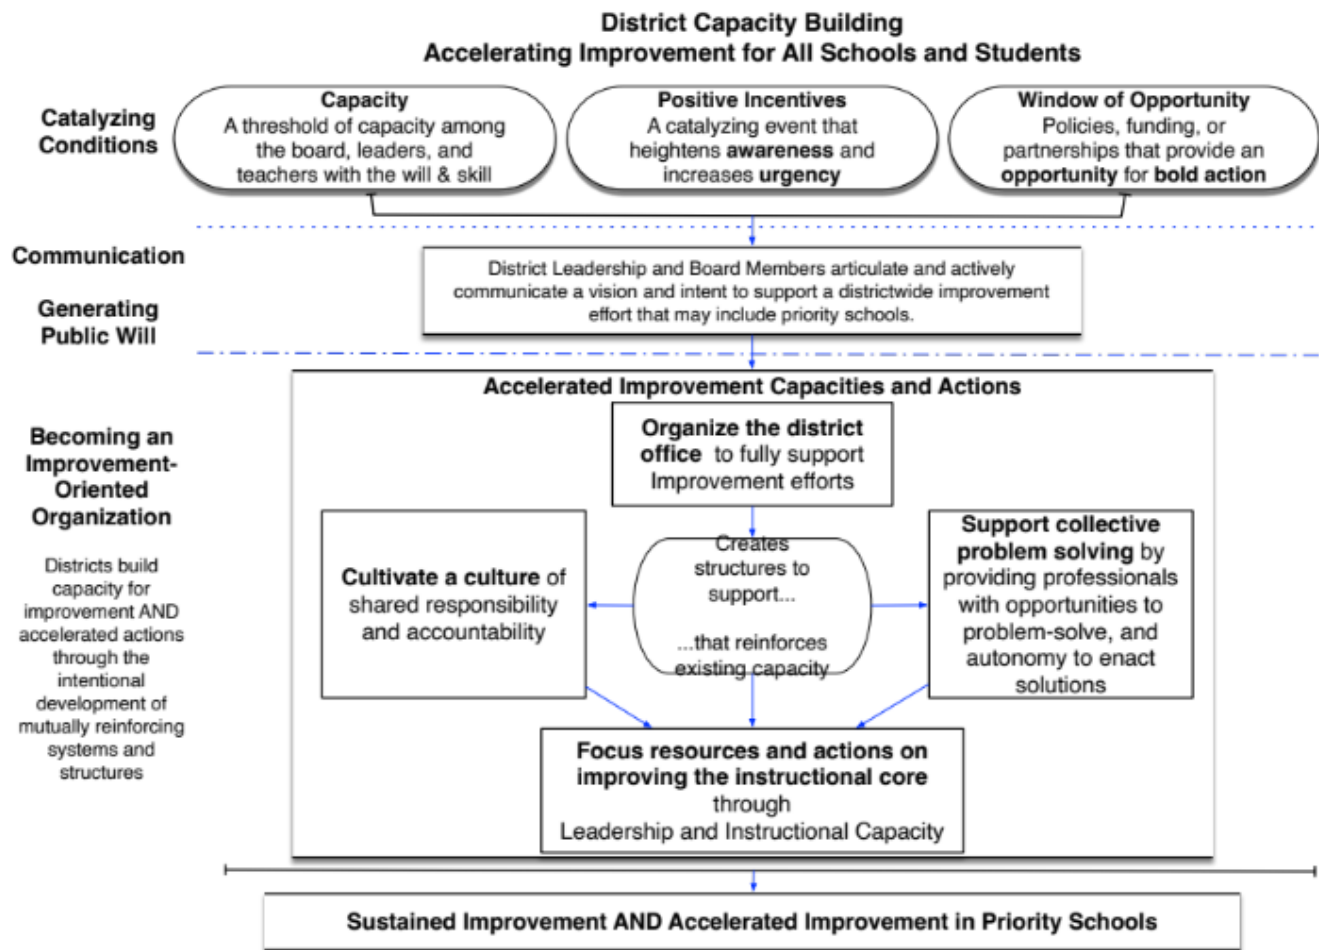 District Capacity Building
Accelerating Improvement for All Schools and Students
Catalyzing
Conditions
Capacity
A threshold of capacity among
the board, leaders, and
teachers with the will & skill
Positive Incentives
A catalyzing event that
heightens awareness and
increases urgency
Window of Opportunity
Policies, funding, or
partnerships that provide an
opportunity for bold action
Communication
Generating
Public Will
District Leadership and Board Members articulate and actively
communicate a vision and intent to support a districtwide improvement
effort that may include priority schools.
Becoming an
Improvement-
Oriented
Organization
Districts build
capacity for
improvement AND
accelerated actions
through the
intentional
development of
mutually reinforcing
systems and
structures
Accelerated Improvement Capacities and Actions
Organize the district
office to fully support
Improvement efforts
Cultivate a culture of
shared responsibility
and accountability
Creates
structures to
support...
...that reinforces
existing capacity
Support collective
problem solving by
providing professionals
with opportunities to
problem-solve, and
autonomy to enact
solutions
Focus resources and actions on
improving the instructional core
through
Leadership and Instructional Capacity
Sustained Improvement AND Accelerated Improvement in Priority Schools